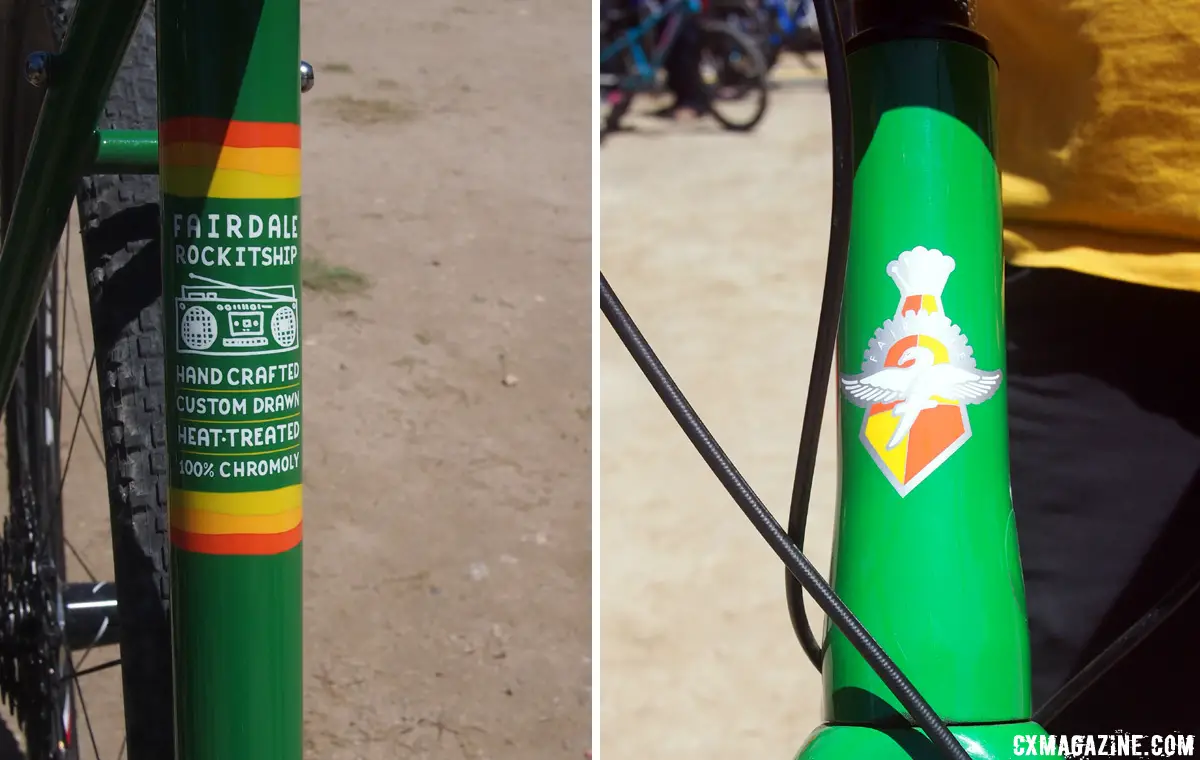 FAIRDALE
ROCKITSHIP
HAND CRAFTED
CUSTOM DRAWN
HEAT-TREATED
100% CHROMOLY
CXMAGAZINE.COM